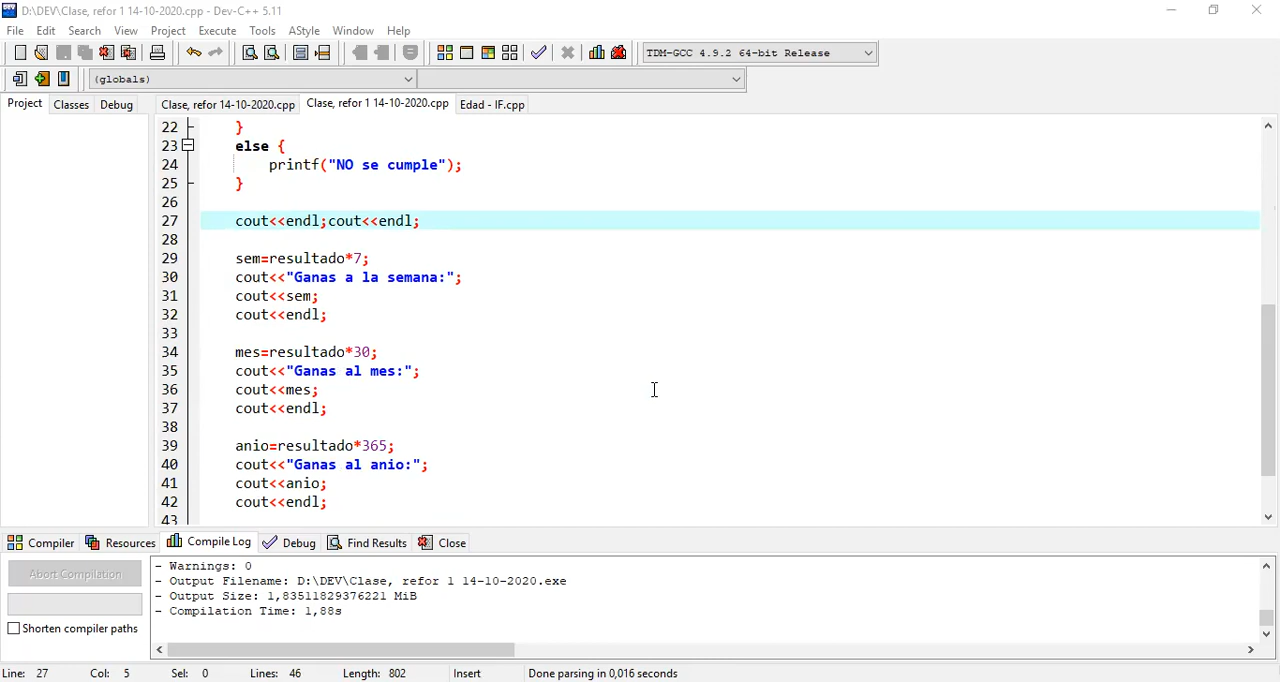 D:\DEV\Clase, refor 1 14-10-2020.cpp - Dev-C++ 5.11
File Edit Search View Project Execute Tools AStyle Window Help
TDM-GCC 4.9.2 64-bit Release
(globals)
Project Classes Debug Clase, refor 14-10-2020.cpp Clase, refor 1 14-10-2020.cpp Edad - IF.cpp
22 }
23 else {
24 printf("NO se cumple");
25 }
26
27 cout<<endl;cout<<endl;
28
29 sem=resultado*7;
30 cout<<"Ganas a la semana:";
31 cout<<sem;
32 cout<<endl;
33
34 mes=resultado*30;
35 cout<<"Ganas al mes:";
36 cout<<mes;
37 cout<<endl;
38
39 anio=resultado*365;
40 cout<<"Ganas al anio:";
41 cout<<anio;
42 cout<<endl;
43
Compiler Resources Compile Log Debug Find Results Close
Abort Compilation
Shorten compiler paths
- Warnings: 0
- Output Filename: D:\DEV\Clase, refor 1 14-10-2020.exe
- Output Size: 1,83511829376221 MiB
- Compilation Time: 1,88s
Line: 27 Col: 5 Sel: 0 Lines: 46 Length: 802 Insert Done parsing in 0,016 seconds